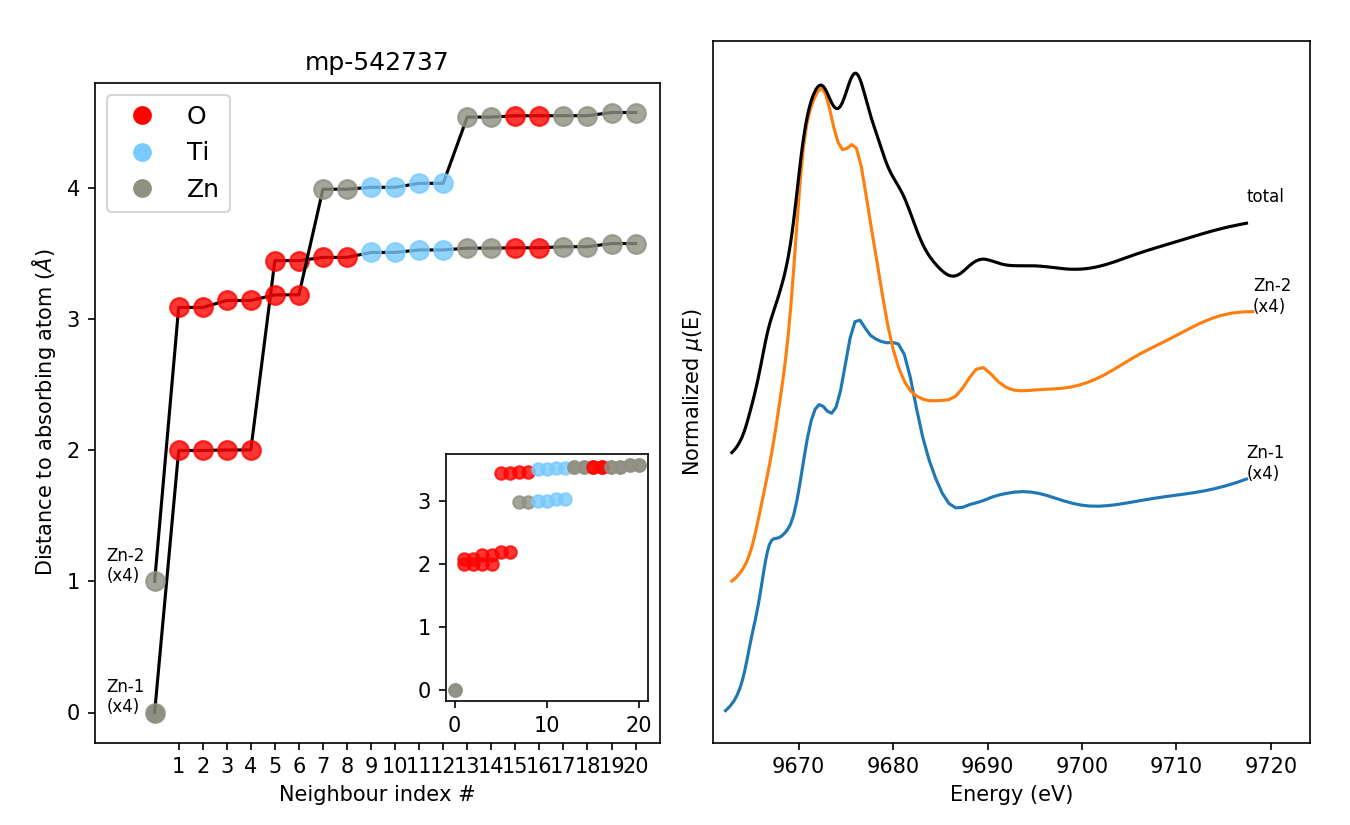 mp-542737
O
Ti
Zn
Distance to absorbing atom (Å)
4
3
2
1
0
Zn-2
(x4)
Zn-1
(x4)
3
2
1
0
0 10 20
1 2 3 4 5 6 7 8 9 10 11 12 13 14 15 16 17 18 19 20
Neighbour index #
Normalized μ(E)
total
Zn-2
(x4)
Zn-1
(x4)
9670 9680 9690 9700 9710 9720
Energy (eV)